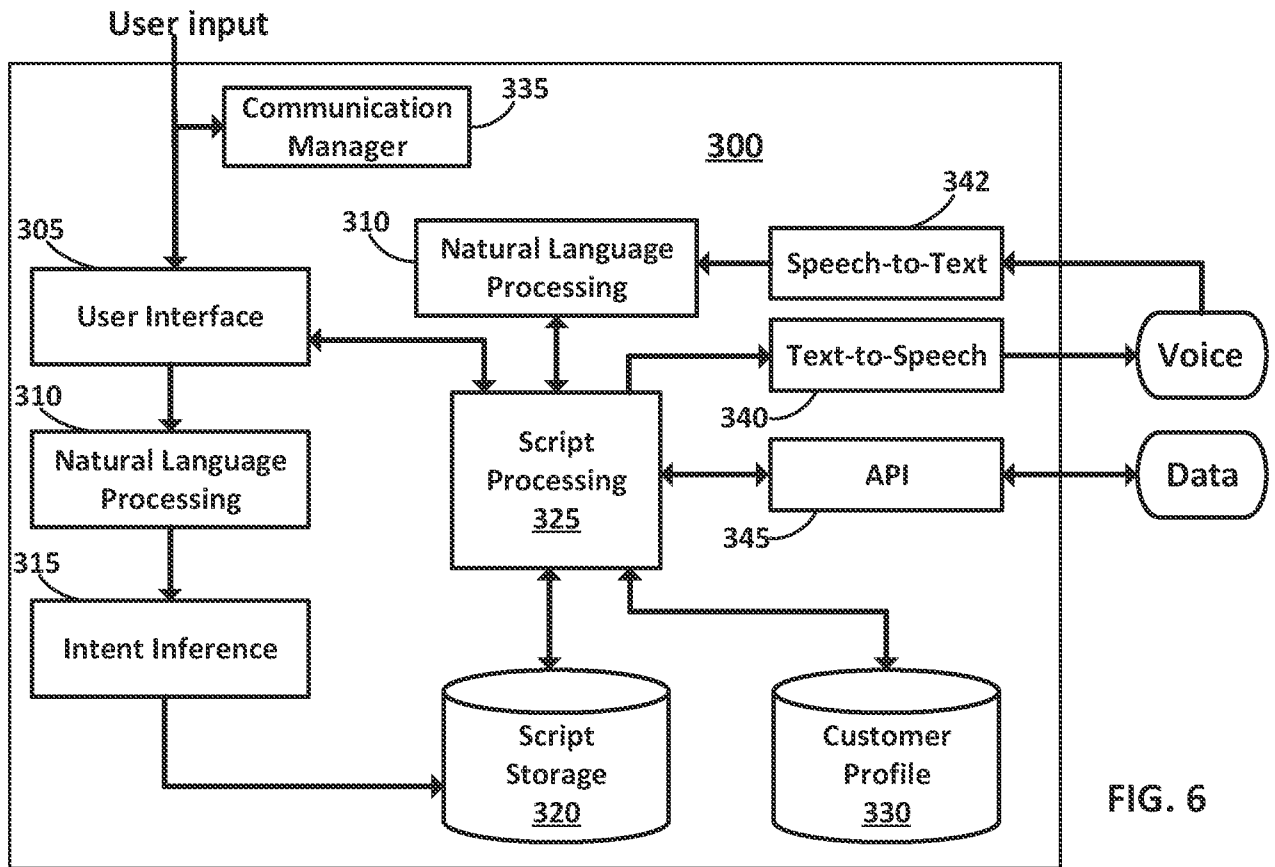 User input
Communication
Manager
335
300
342
305
310
Natural Language
Processing
Speech-to-Text
User Interface
Text-to-Speech
Voice
340
310
Natural Language
Processing
Script
Processing
325
API
Data
345
315
Intent Inference
Script
Storage
320
Customer
Profile
330
FIG. 6